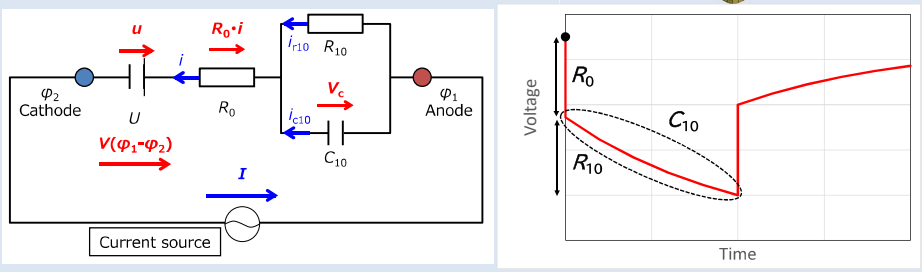 u
R₀•i
i_r10
R₁₀
i
φ₂
Cathode
U
R₀
V_c
φ₁
Anode
i_c10
C₁₀
V(φ₁-φ₂)
I
Current source
Voltage
R₀
C₁₀
R₁₀
Time